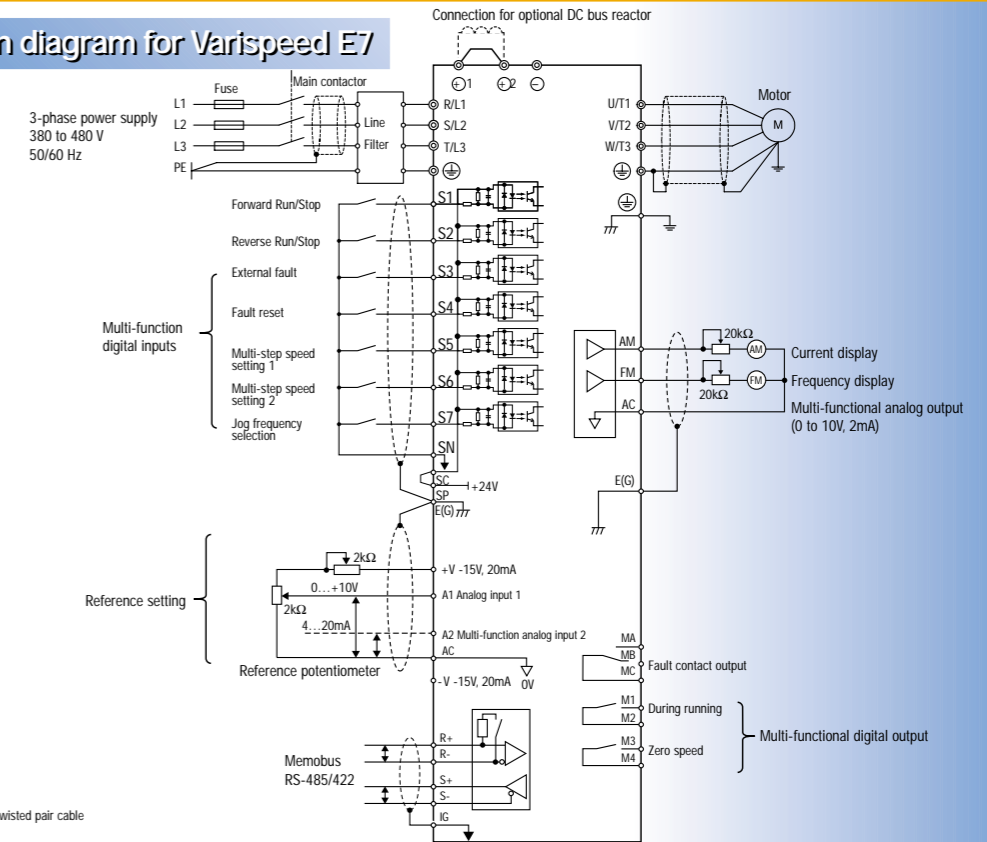 Connection for optional DC bus reactor
diagram for Varispeed E7
⊕1 ⊕2 ⊖
Fuse
Main contactor
3-phase power supply
380 to 480 V
50/60 Hz
L1
L2
L3
PE
Line
Filter
R/L1
S/L2
T/L3
U/T1
V/T2
W/T3
Motor
M
Forward Run/Stop
S1
Reverse Run/Stop
S2
Multi-function
digital inputs
External fault
S3
Fault reset
S4
Multi-step speed
setting 1
S5
Multi-step speed
setting 2
S6
Jog frequency
selection
S7
SN
SC
+24V
SP
E(G)
AM
20kΩ
AM
Current display
FM
20kΩ
FM
Frequency display
AC
Multi-functional analog output
(0 to 10V, 2mA)
E(G)
Reference setting
2kΩ
+V -15V, 20mA
0...+10V
A1 Analog input 1
2kΩ
4...20mA
A2 Multi-function analog input 2
AC
Reference potentiometer
-V -15V, 20mA
0V
MA
MB
MC
Fault contact output
M1
M2
During running
M3
M4
Zero speed
Multi-functional digital output
Memobus
RS-485/422
R+
R-
S+
S-
IG
pair cable